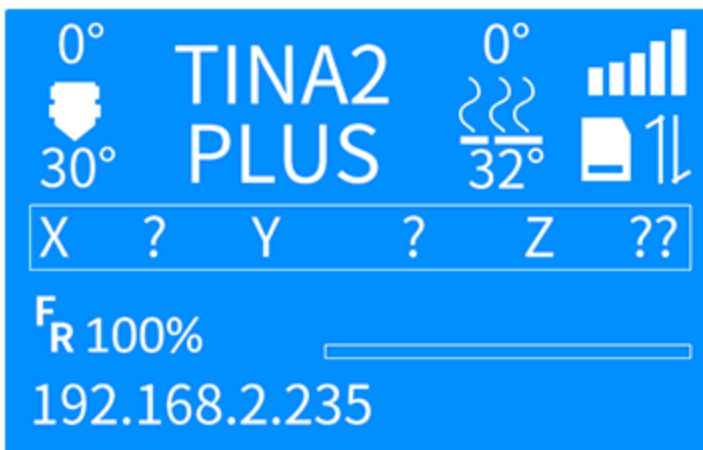 0° TINA2 0°
30° PLUS 32°
X ? Y ? Z ??
FR 100%
192.168.2.235